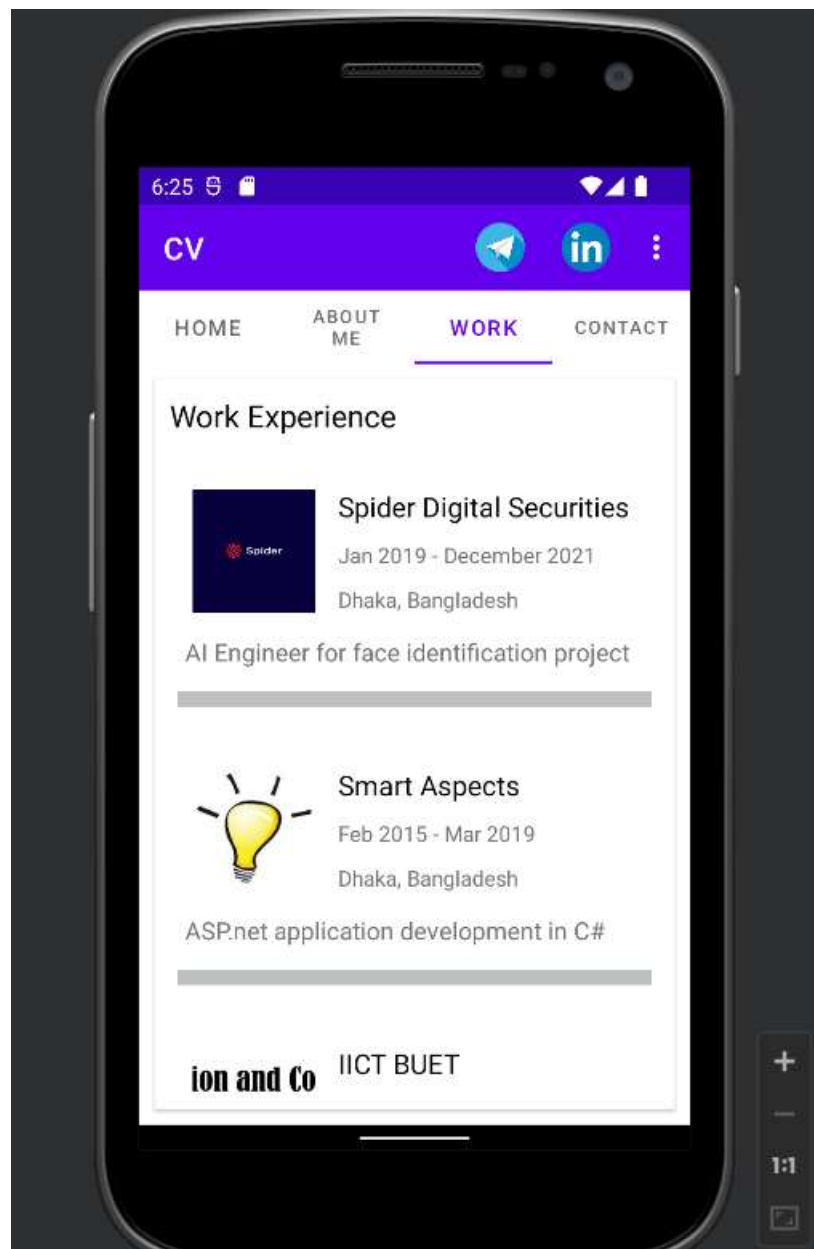 6:25
CV
in
HOME
ABOUT
ME
WORK
CONTACT
Work Experience
Spider
Spider Digital Securities
Jan 2019 - December 2021
Dhaka, Bangladesh
AI Engineer for face identification project
Smart Aspects
Feb 2015 - Mar 2019
Dhaka, Bangladesh
ASP.net application development in C#
ion and Co
IICT BUET
1:1